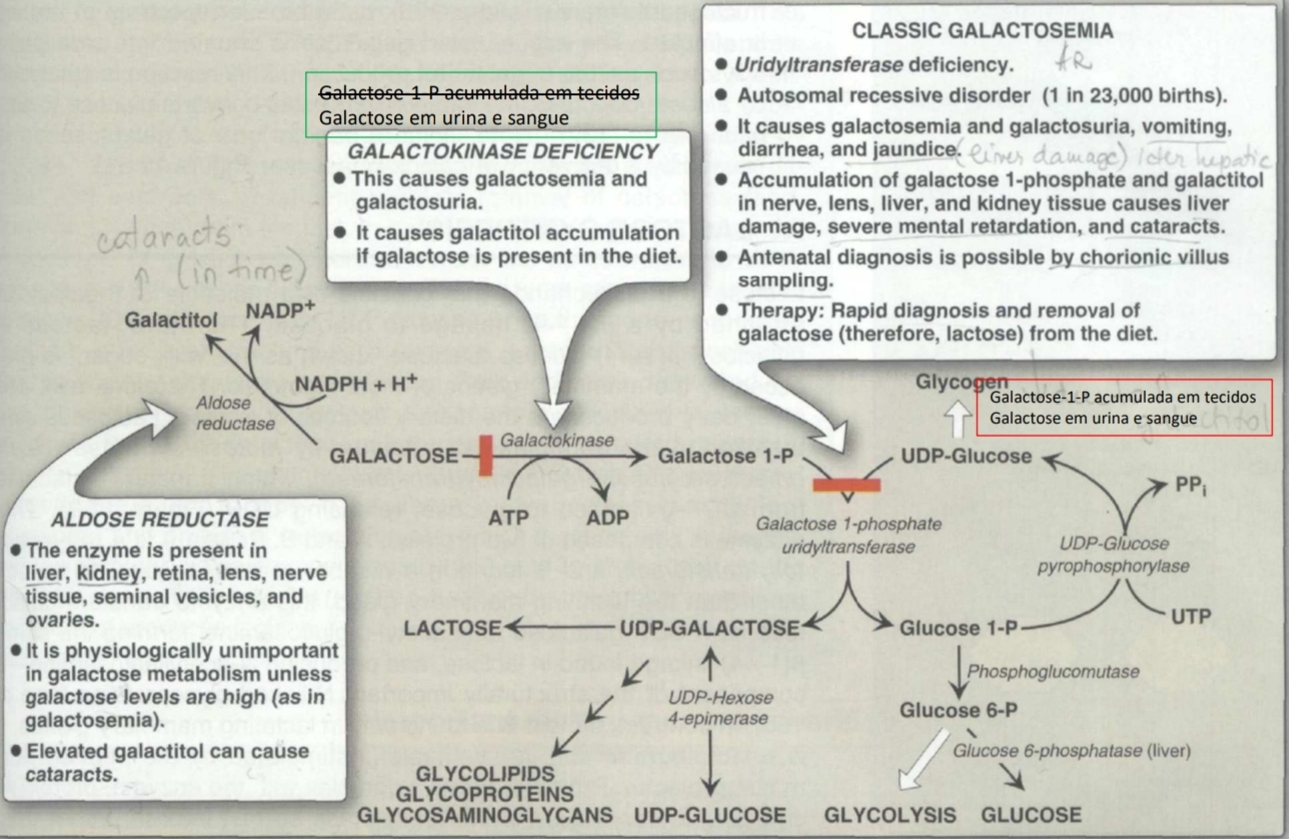 CLASSIC GALACTOSEMIA
● Uridyltransferase deficiency. AR
● Autosomal recessive disorder (1 in 23,000 births).
● It causes galactosemia and galactosuria, vomiting,
diarrhea, and jaundice. (liver damage) icter hepatic
● Accumulation of galactose 1-phosphate and galactitol
in nerve, lens, liver, and kidney tissue causes liver
damage, severe mental retardation, and cataracts.
● Antenatal diagnosis is possible by chorionic villus
sampling.
● Therapy: Rapid diagnosis and removal of
galactose (therefore, lactose) from the diet.
Galactose-1-P acumulada em tecidos
Galactose em urina e sangue
GALACTOKINASE DEFICIENCY
● This causes galactosemia and
galactosuria.
● It causes galactitol accumulation
if galactose is present in the diet.
cataracts
↑ (in time)
Galactitol
NADP+
NADPH + H+
Aldose
reductase
GALACTOSE
Galactokinase
ATP
ADP
Galactose 1-P
Glycogen
Galactose-1-P acumulada em tecidos
Galactose em urina e sangue
UDP-Glucose
PPi
Galactose 1-phosphate
uridyltransferase
UDP-Glucose
pyrophosphorylase
UTP
ALDOSE REDUCTASE
● The enzyme is present in
liver, kidney, retina, lens, nerve
tissue, seminal vesicles, and
ovaries.
● It is physiologically unimportant
in galactose metabolism unless
galactose levels are high (as in
galactosemia).
● Elevated galactitol can cause
cataracts.
LACTOSE
UDP-GALACTOSE
Glucose 1-P
UDP-Hexose
4-epimerase
Phosphoglucomutase
Glucose 6-P
Glucose 6-phosphatase (liver)
GLYCOLIPIDS
GLYCOPROTEINS
GLYCOSAMINOGLYCANS
UDP-GLUCOSE
GLYCOLYSIS
GLUCOSE